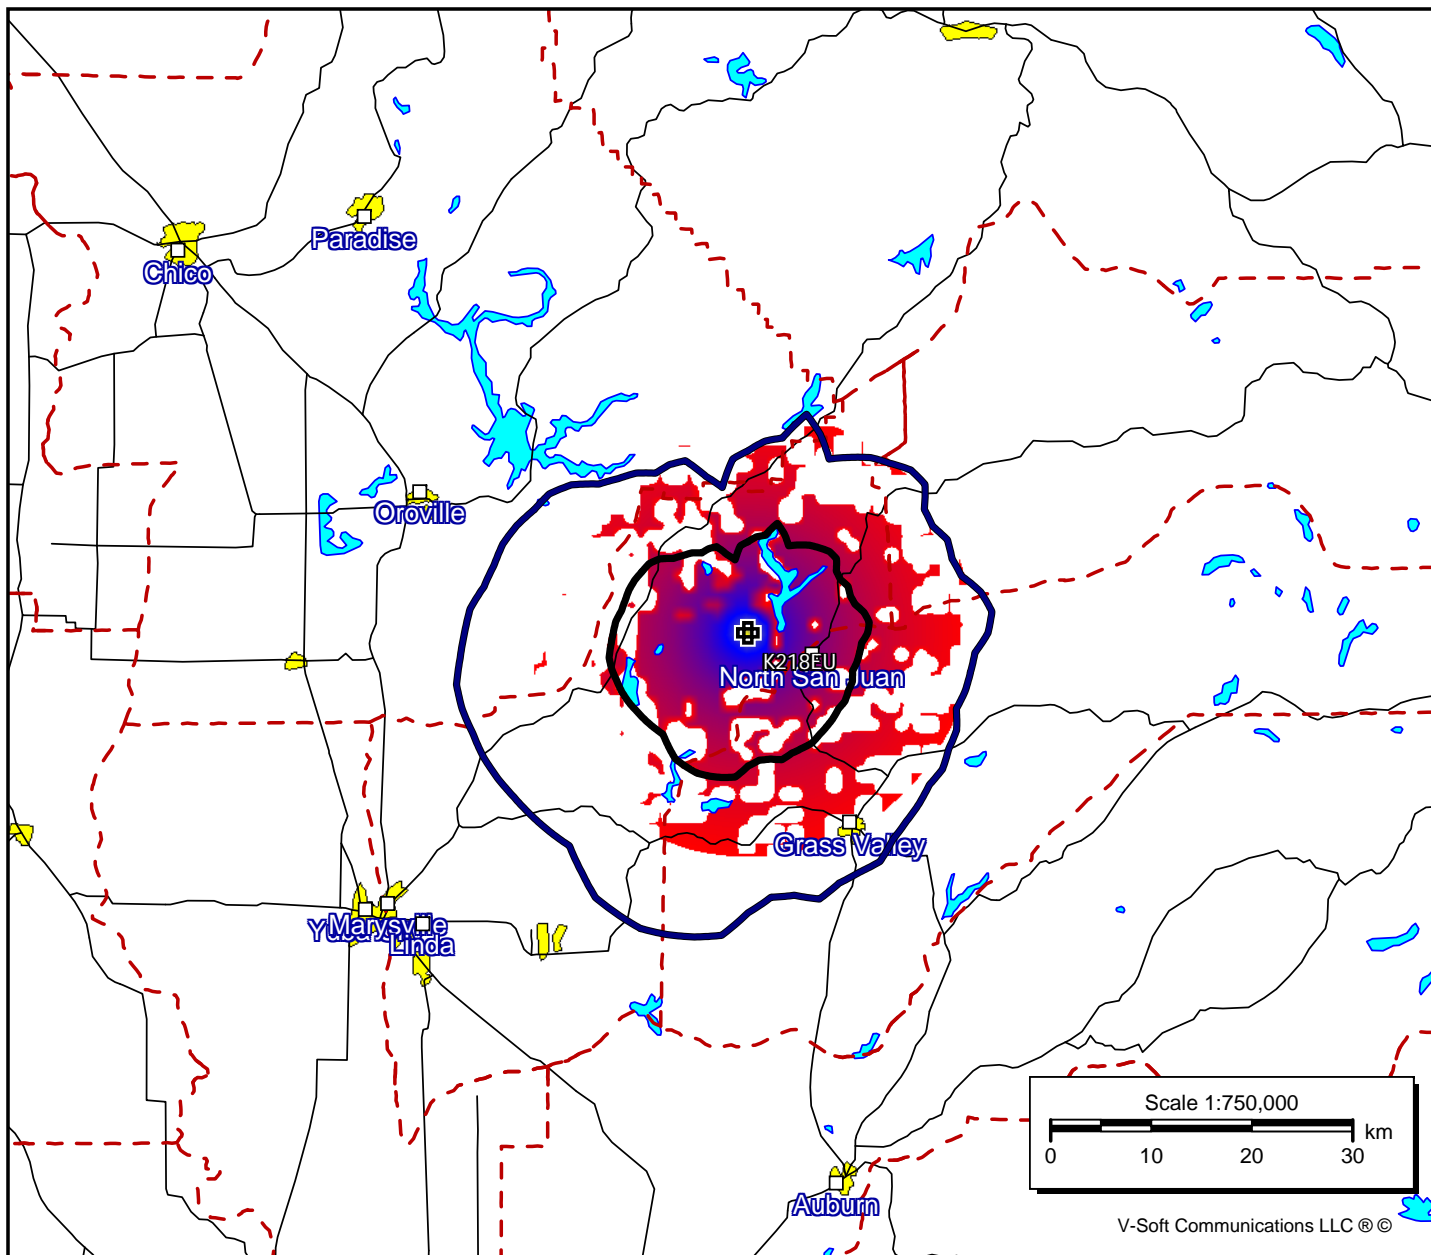 Paradise
Chico
Oroville
K218EU
North San Juan
Grass Valley
Marysville
Linda
Scale 1:750,000
km
0 10 20 30
Auburn
V-Soft Communications LLC ® ©